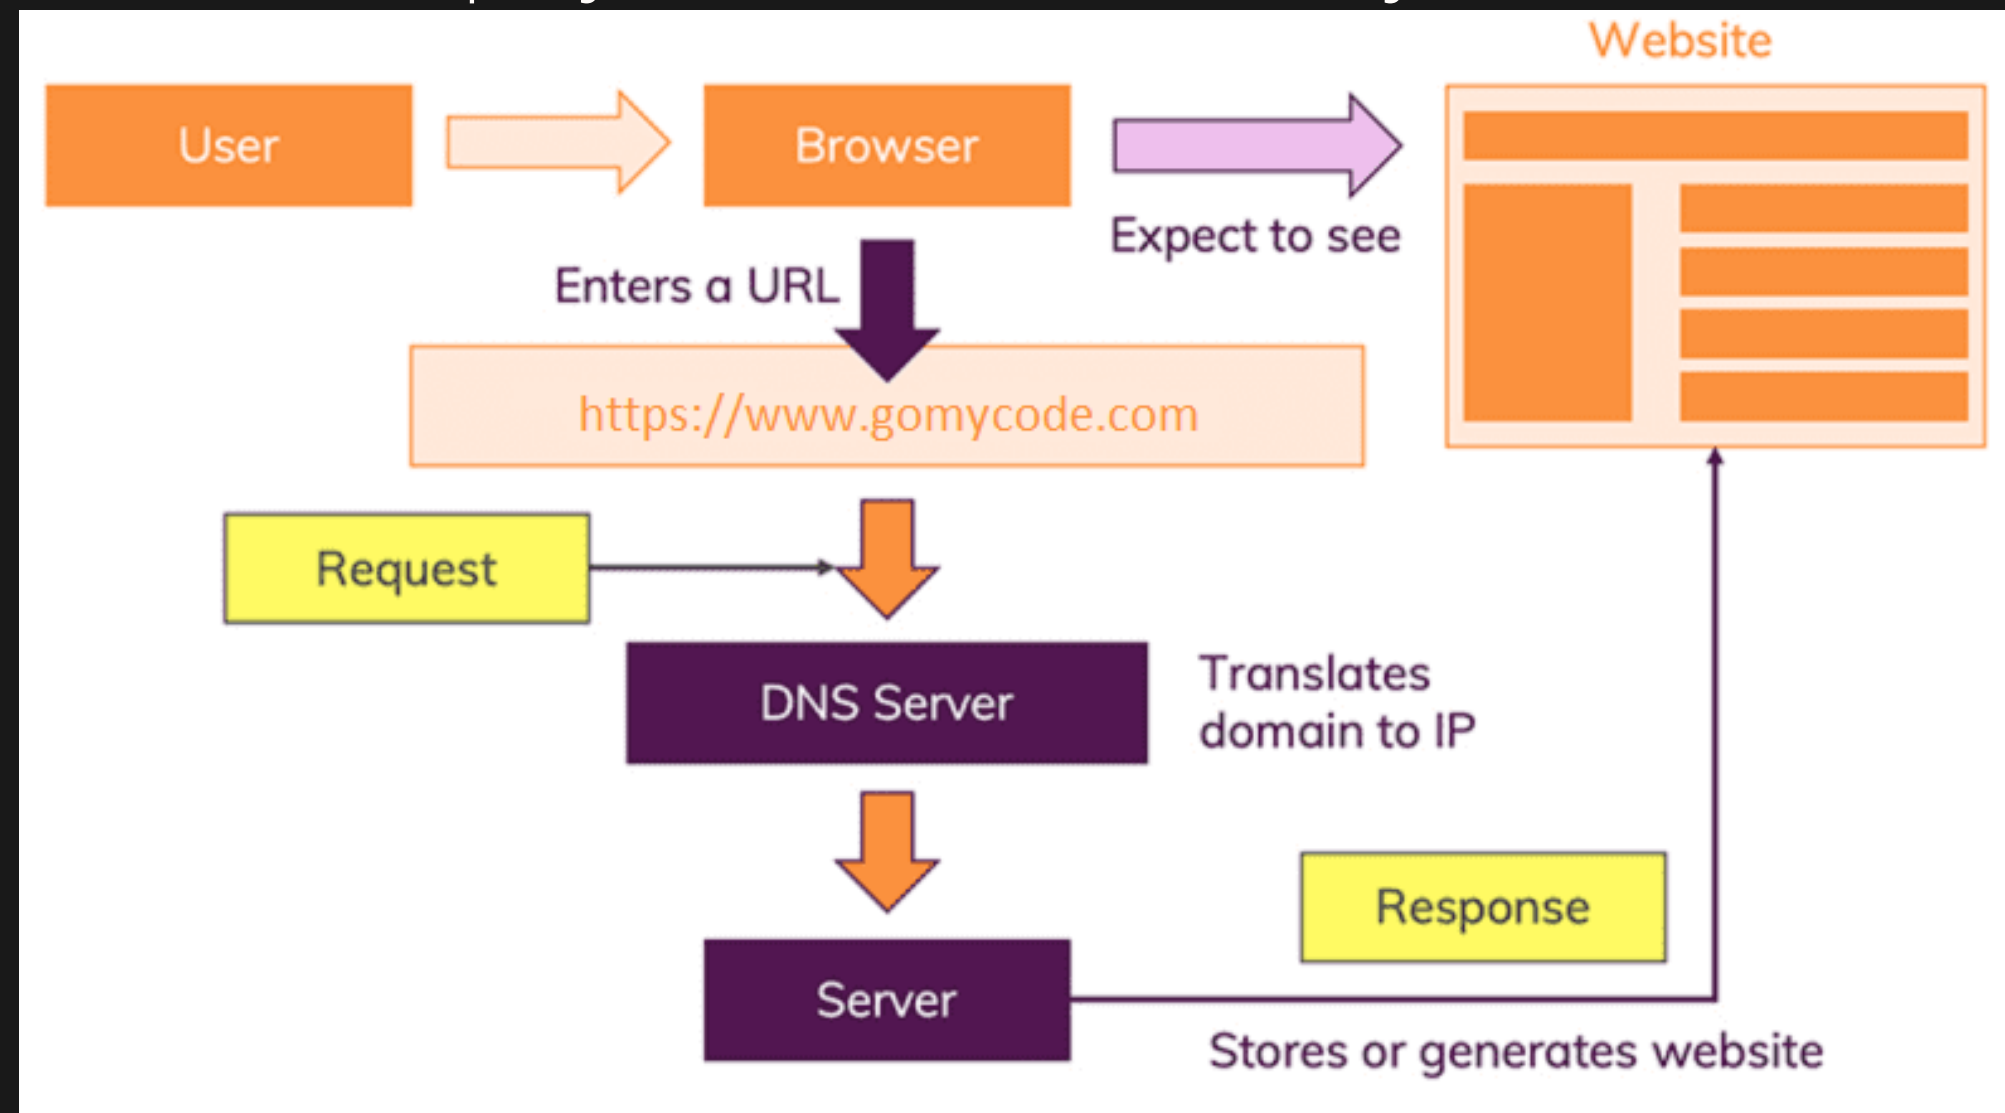 Website
User
Browser
Expect to see
Enters a URL
https://www.gomycode.com
Request
DNS Server
Translates
domain to IP
Response
Server
Stores or generates website